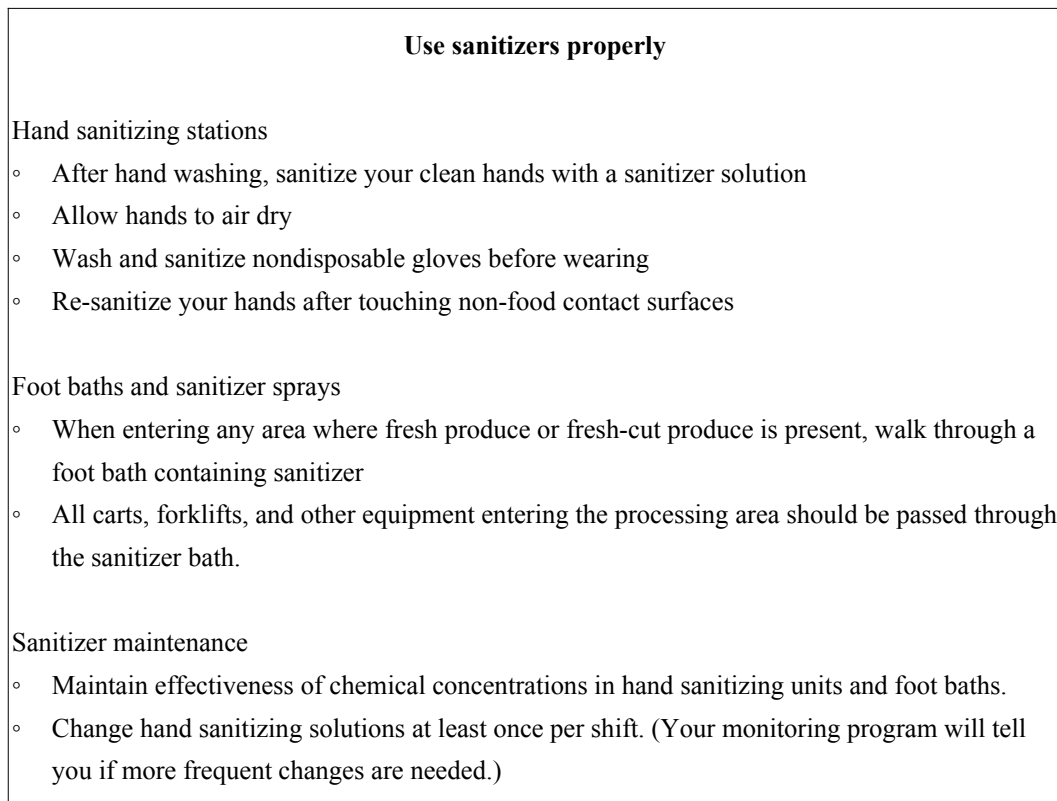 Use sanitizers properly
Hand sanitizing stations
◦ After hand washing, sanitize your clean hands with a sanitizer solution
◦ Allow hands to air dry
◦ Wash and sanitize nondisposable gloves before wearing
◦ Re-sanitize your hands after touching non-food contact surfaces
Foot baths and sanitizer sprays
◦ When entering any area where fresh produce or fresh-cut produce is present, walk through a
foot bath containing sanitizer
◦ All carts, forklifts, and other equipment entering the processing area should be passed through
the sanitizer bath.
Sanitizer maintenance
◦ Maintain effectiveness of chemical concentrations in hand sanitizing units and foot baths.
◦ Change hand sanitizing solutions at least once per shift. (Your monitoring program will tell
you if more frequent changes are needed.)